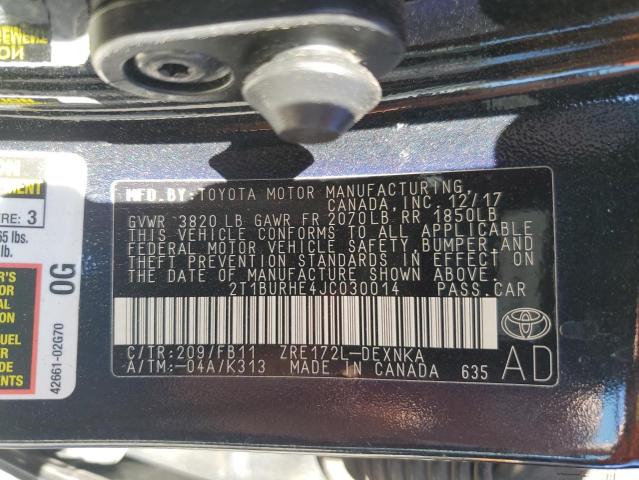 MFD.BY:TOYOTA MOTOR MANUFACTURING,
CANADA, INC. 12/17
GVWR 3820 LB GAWR FR 2070LB RR 1850LB
THIS VEHICLE CONFORMS TO ALL APPLICABLE
FEDERAL MOTOR VEHICLE SAFETY, BUMPER, AND
THEFT PREVENTION STANDARDS IN EFFECT ON
THE DATE OF MANUFACTURE SHOWN ABOVE.
2T1BURHE4JC030014 PASS.CAR
C/TR:209/FB11 ZRE172L-DEXNKA
A/TM:-04A/K313 MADE IN CANADA 635
AD
3
65 lbs.
lb.
0G
42661-02G70